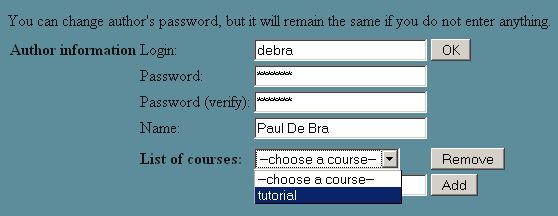 You can change author's password, but it will remain the same if you do not enter anything.
Author information Login: debra OK
Password: ********
Password (verify): ********
Name: Paul De Bra
List of courses: --choose a course-- Remove
--choose a course--
tutorial Add